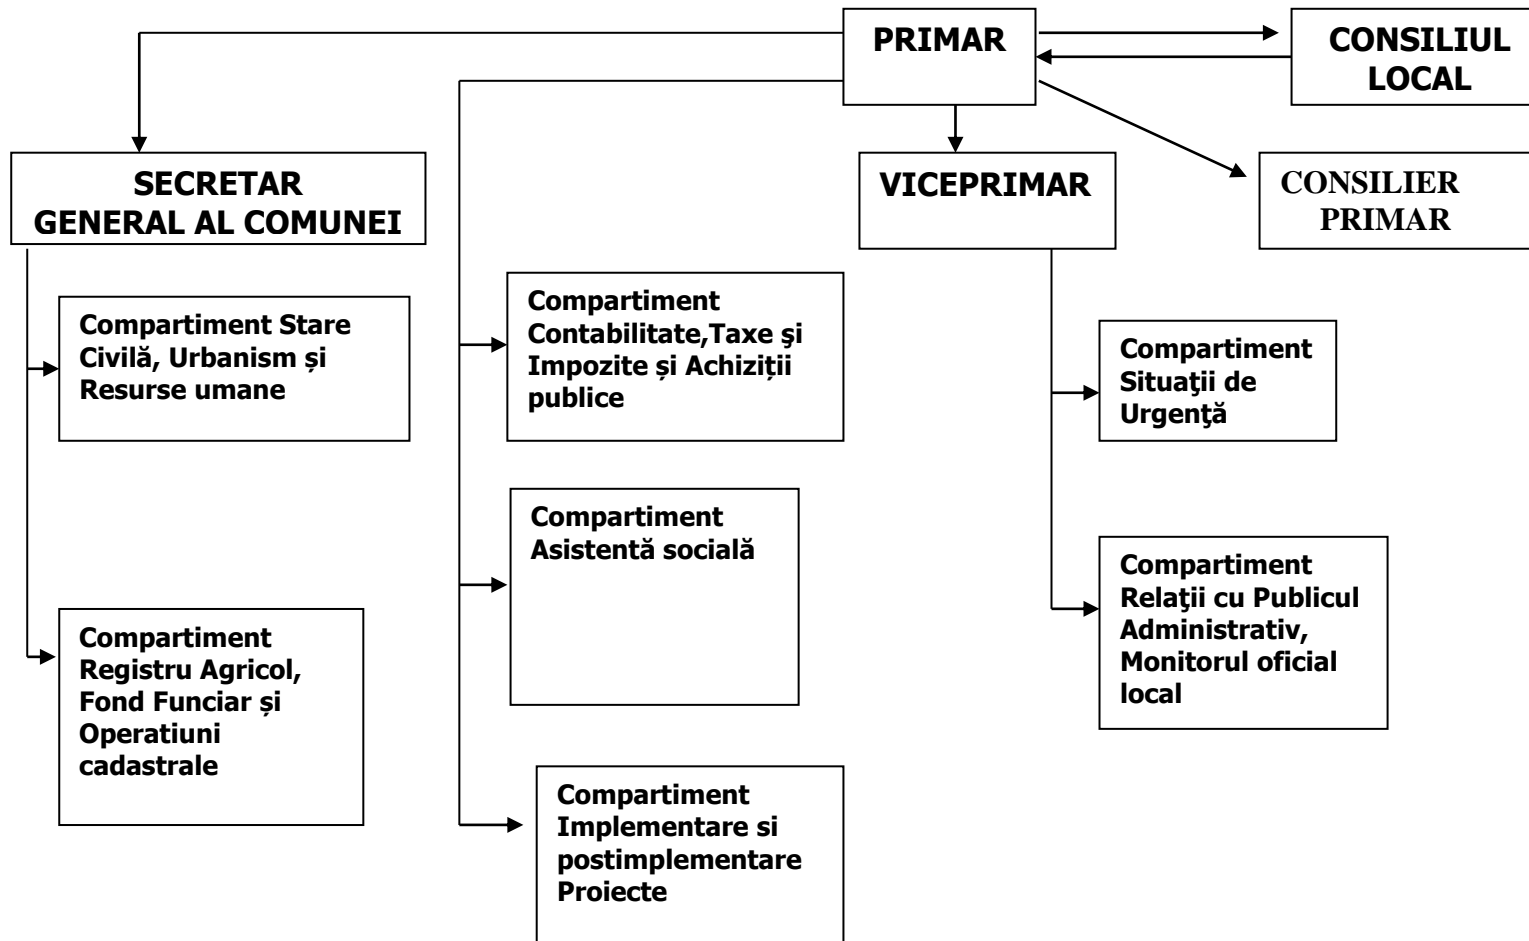 PRIMAR
CONSILIUL
LOCAL
SECRETAR
GENERAL AL COMUNEI
VICEPRIMAR
CONSILIER
PRIMAR
Compartiment Stare
Civilă, Urbanism și
Resurse umane
Compartiment
Registru Agricol,
Fond Funciar și
Operatiuni
cadastrale
Compartiment
Contabilitate,Taxe şi
Impozite și Achiziții
publice
Compartiment
Asistentă socială
Compartiment
Implementare si
postimplementare
Proiecte
Compartiment
Situaţii de
Urgenţă
Compartiment
Relaţii cu Publicul
Administrativ,
Monitorul oficial
local